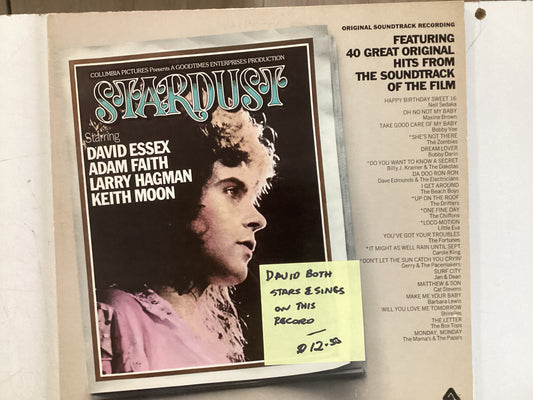 ORIGINAL SOUNDTRACK RECORDING
FEATURING
40 GREAT ORIGINAL
HITS FROM
THE SOUNDTRACK
OF THE FILM
COLUMBIA PICTURES Presents A GOODTIMES ENTERPRISES PRODUCTION
STARDUST
Starring
DAVID ESSEX
ADAM FAITH
LARRY HAGMAN
KEITH MOON
DAVID BOTH
STARS & SINGS
ON THIS
RECORD
—
$12.50
HAPPY BIRTHDAY SWEET 16
Neil Sedaka
OH NO NOT MY BABY
Maxine Brown
TAKE GOOD CARE OF MY BABY
Bobby Vee
*SHE'S NOT THERE
The Zombies
DREAM LOVER
Bobby Darin
*DO YOU WANT TO KNOW A SECRET
Billy J. Kramer & The Dakotas
DA DOO RON RON
Dave Edmunds & The Electricians
I GET AROUND
The Beach Boys
*UP ON THE ROOF
The Drifters
*ONE FINE DAY
The Chiffons
*LOCO-MOTION
Little Eva
YOU'VE GOT YOUR TROUBLES
The Fortunes
*IT MIGHT AS WELL RAIN UNTIL SEPT.
Carole King
*DON'T LET THE SUN CATCH YOU CRYIN'
Gerry & The Pacemakers
SURF CITY
Jan & Dean
MATTHEW & SON
Cat Stevens
MAKE ME YOUR BABY
Barbara Lewis
WILL YOU LOVE ME TOMORROW
Shirelles
THE LETTER
The Box Tops
MONDAY, MONDAY
The Mama's & The Papa's